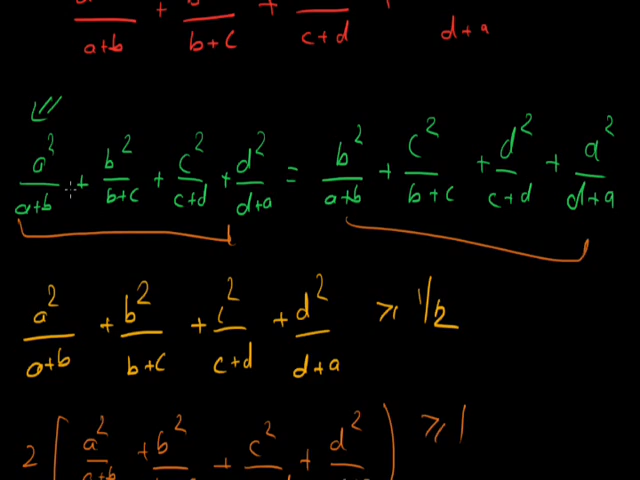 a+b + b+c + c+d d+a
a²/a+b + b²/b+c + c²/c+d + d²/d+a = b²/a+b + c²/b+c + d²/c+d + a²/d+a
a²/a+b + b²/b+c + c²/c+d + d²/d+a ≥ 1/2
2[a²/a+b + b² + c² + d²] ≥ 1